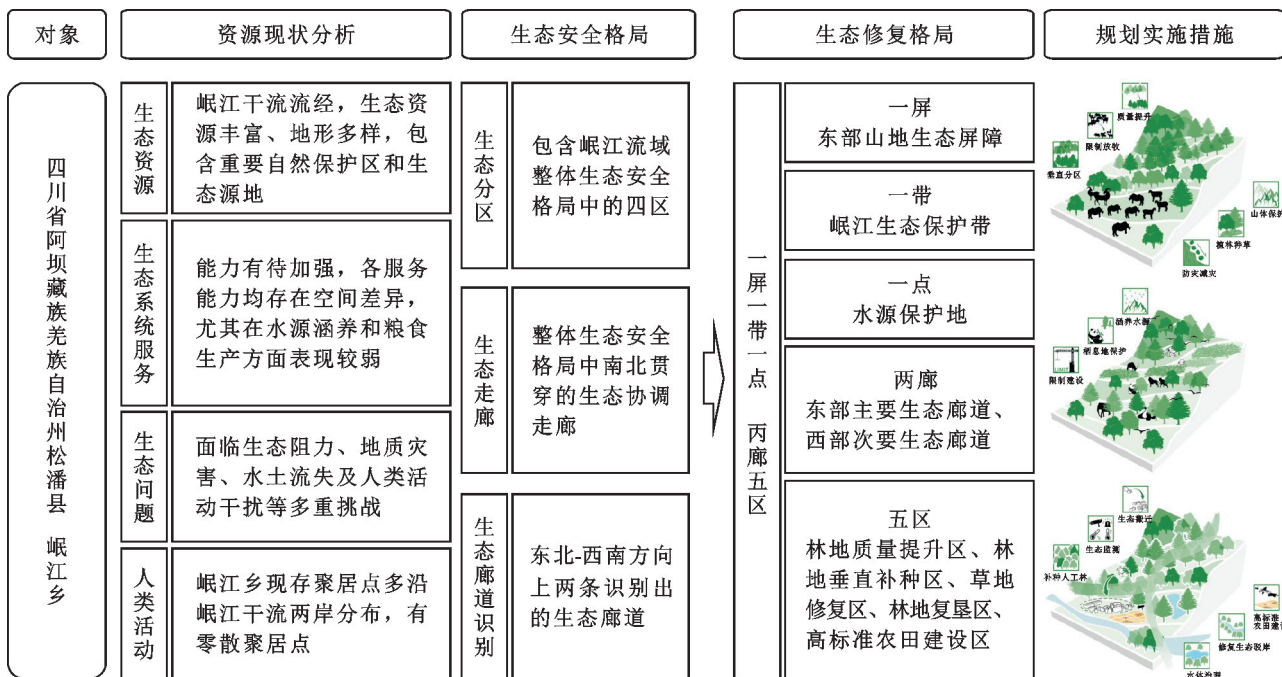 对象
资源现状分析
生态安全格局
生态修复格局
规划实施措施
四川省阿坝藏族羌族自治州松潘县 岷江乡
生态资源
岷江干流流经，生态资
源丰富、地形多样，包
含重要自然保护区和生
态源地
生态系统服务
能力有待加强，各服务
能力均存在空间差异，
尤其在水源涵养和粮食
生产方面表现较弱
生态问题
面临生态阻力、地质灾
害、水土流失及人类活
动干扰等多重挑战
人类活动
岷江乡现存聚居点多沿
岷江干流两岸分布，有
零散聚居点
生态分区
包含岷江流域
整体生态安全
格局中的四区
生态走廊
整体生态安全
格局中南北贯
穿的生态协调
走廊
生态廊道识别
东北-西南方向
上两条识别出
的生态廊道
一屏一带一点 丙廊五区
一屏
东部山地生态屏障
一带
岷江生态保护带
一点
水源保护地
两廊
东部主要生态廊道、
西部次要生态廊道
五区
林地质量提升区、林
地垂直补种区、草地
修复区、林地复垦区、
高标准农田建设区
质量提升
限制放牧
垂直分区
山体保护
植林种草
防灾减灾
涵养水源
栖息地保护
LIMIT
限制建设
生态搬迁
生态监测
补种人工林
高标准
农田建设
修复生态驳岸
水体治理